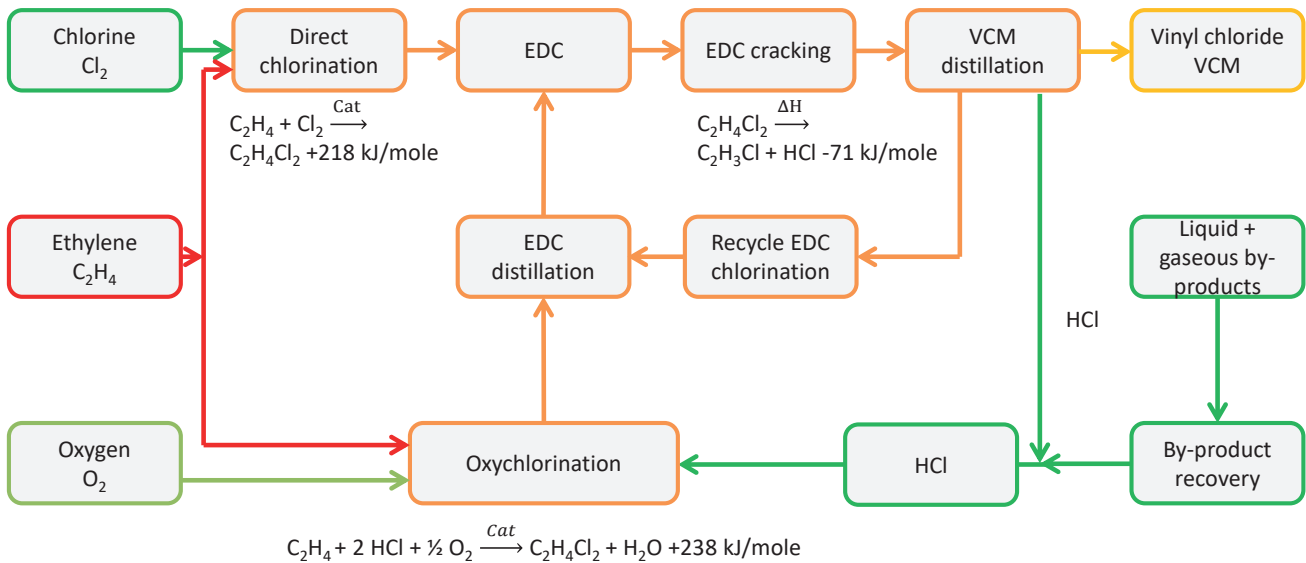 Chlorine
Cl₂
Direct
chlorination
EDC
EDC cracking
VCM
distillation
Vinyl chloride
VCM
C₂H₄ + Cl₂ —Cat→
C₂H₄Cl₂ +218 kJ/mole
C₂H₄Cl₂ —ΔH→
C₂H₃Cl + HCl -71 kJ/mole
Ethylene
C₂H₄
EDC
distillation
Recycle EDC
chlorination
Liquid +
gaseous by-
products
HCl
Oxygen
O₂
Oxychlorination
HCl
By-product
recovery
C₂H₄ + 2 HCl + ½ O₂ —Cat→ C₂H₄Cl₂ + H₂O +238 kJ/mole